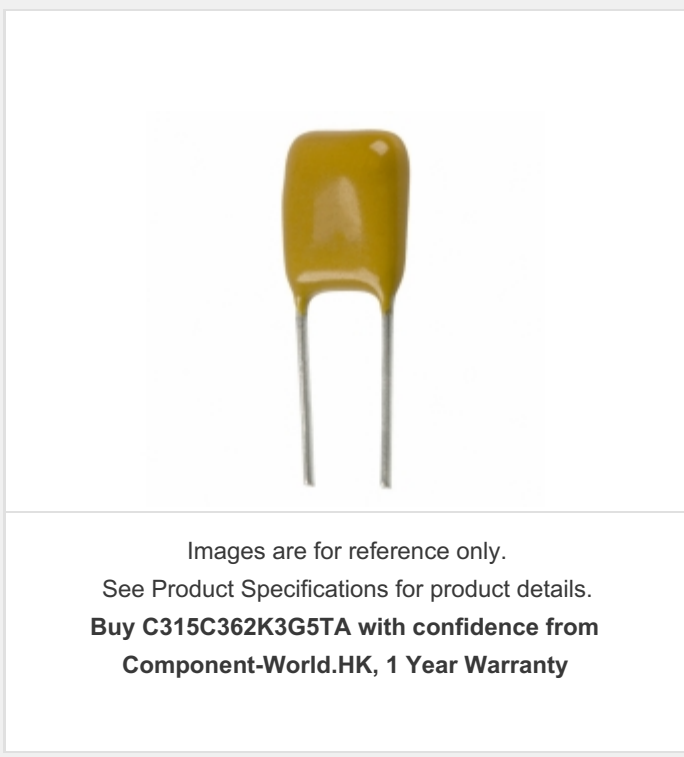 Images are for reference only.
See Product Specifications for product details.
Buy C315C362K3G5TA with confidence from
Component-World.HK, 1 Year Warranty